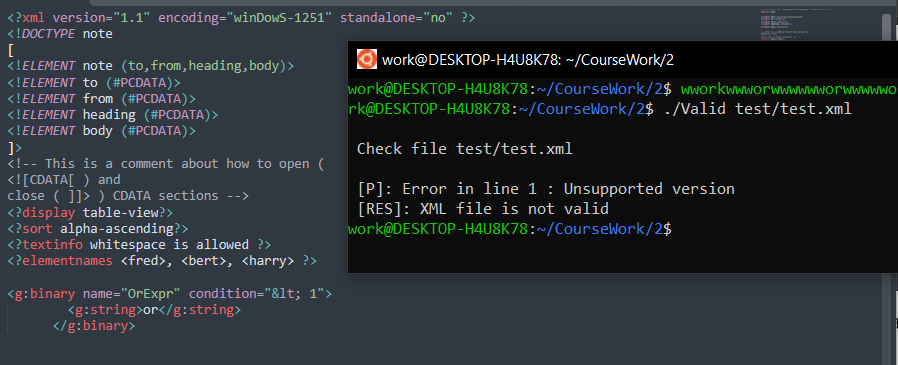 <?xml version="1.1" encoding="winDowS-1251" standalone="no" ?>
<!DOCTYPE note
[
<!ELEMENT note (to,from,heading,body)>
<!ELEMENT to (#PCDATA)>
<!ELEMENT from (#PCDATA)>
<!ELEMENT heading (#PCDATA)>
<!ELEMENT body (#PCDATA)>
]>
<!-- This is a comment about how to open (
<![CDATA[ ) and
close ( ]]> ) CDATA sections -->
<?display table-view?>
<?sort alpha-ascending?>
<?textinfo whitespace is allowed ?>
<?elementnames <fred>, <bert>, <harry> ?>
<g:binary name="OrExpr" condition="&lt; 1">
<g:string>or</g:string>
</g:binary>
work@DESKTOP-H4U8K78: ~/CourseWork/2
work@DESKTOP-H4U8K78:~/CourseWork/2$ wworkwwworwwwwworwwwwwo
rk@DESKTOP-H4U8K78:~/CourseWork/2$ ./Valid test/test.xml
Check file test/test.xml
[P]: Error in line 1 : Unsupported version
[RES]: XML file is not valid
work@DESKTOP-H4U8K78:~/CourseWork/2$